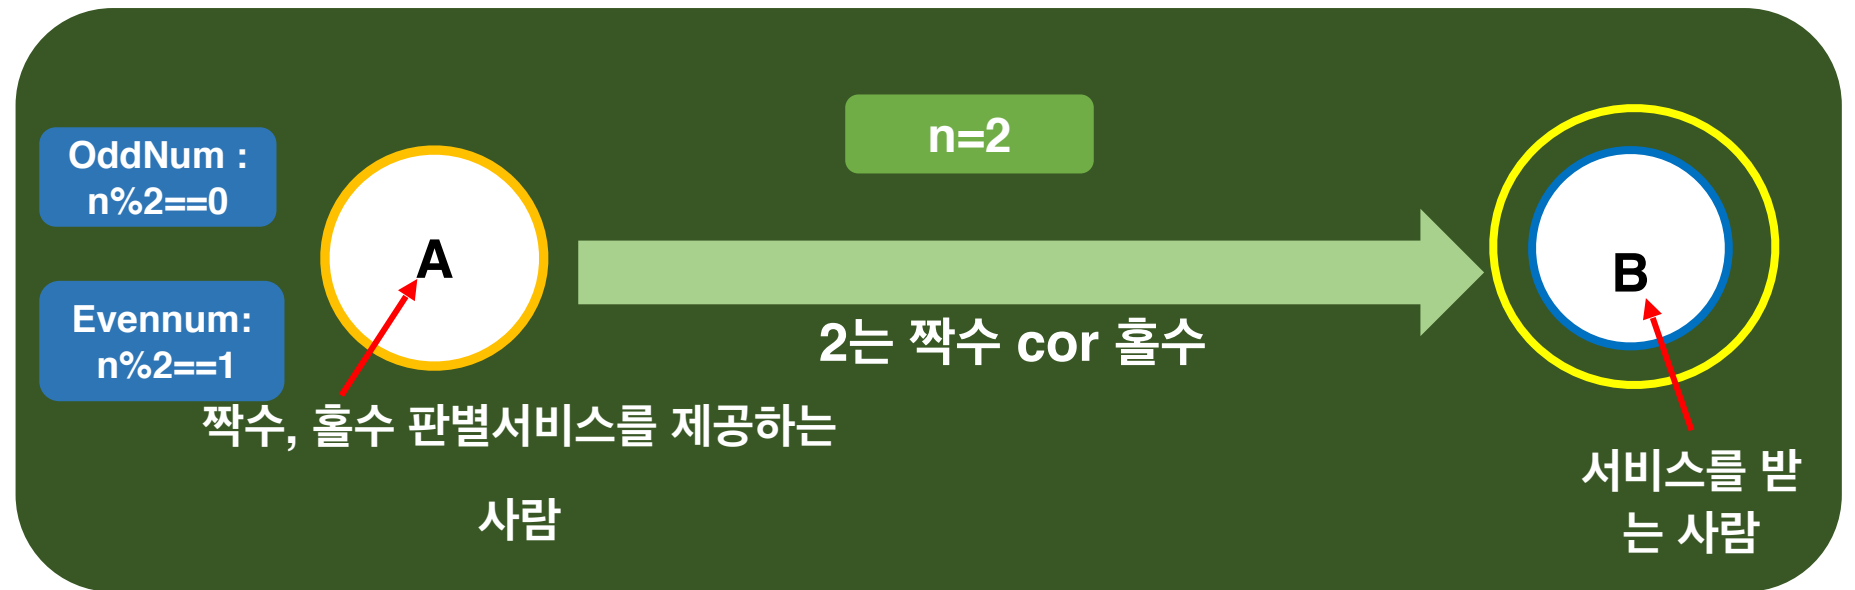 n=2
OddNum :
n%2==0
A
B
Evennum:
n%2==1
2는 짝수 cor 홀수
짝수, 홀수 판별서비스를 제공하는
사람
서비스를 받
는 사람